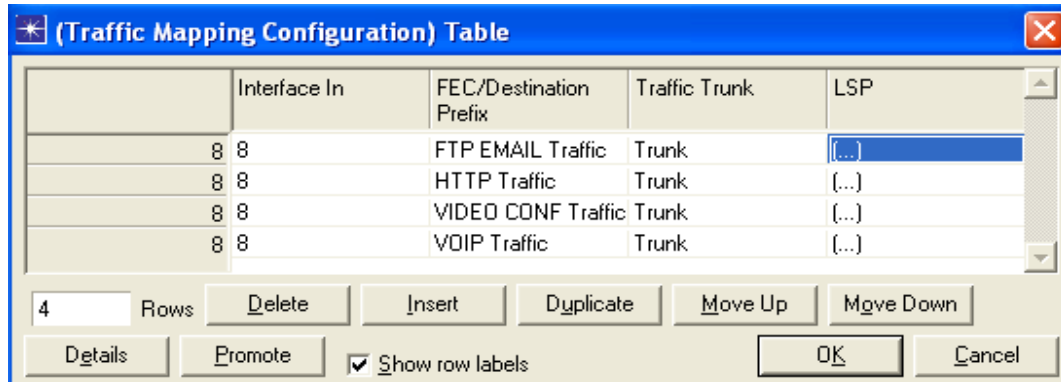 (Traffic Mapping Configuration) Table
Interface In FEC/Destination Prefix Traffic Trunk LSP
8 8 FTP EMAIL Traffic Trunk (...)
8 8 HTTP Traffic Trunk (...)
8 8 VIDEO CONF Traffic Trunk (...)
8 8 VOIP Traffic Trunk (...)
4 Rows Delete Insert Duplicate Move Up Move Down
Details Promote Show row labels OK Cancel